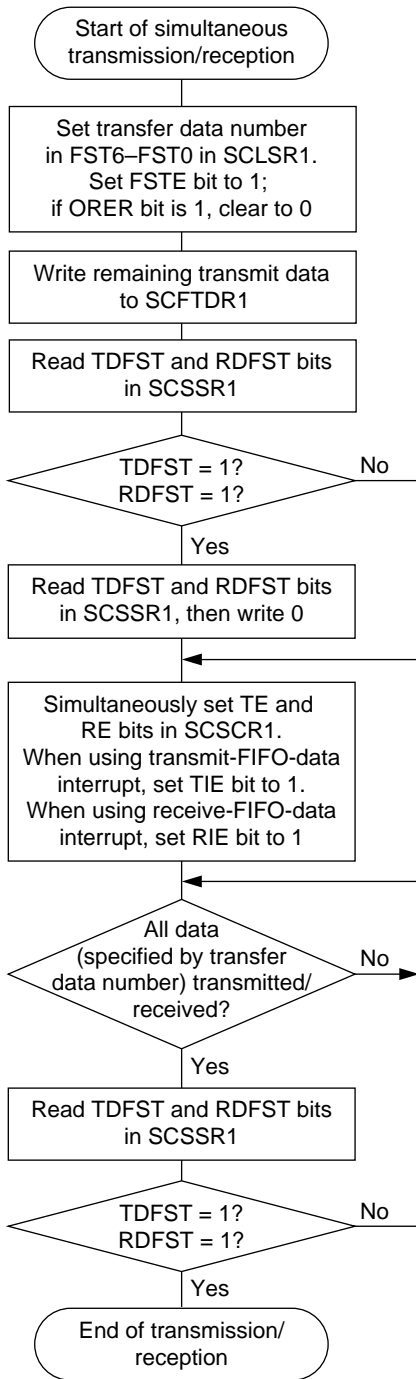 Start of simultaneous
transmission/reception
Set transfer data number
in FST6–FST0 in SCLSR1.
Set FSTE bit to 1;
if ORER bit is 1, clear to 0
Write remaining transmit data
to SCFTDR1
Read TDFST and RDFST bits
in SCSSR1
TDFST = 1?
RDFST = 1?
No
Yes
Read TDFST and RDFST bits
in SCSSR1, then write 0
Simultaneously set TE and
RE bits in SCSCR1.
When using transmit-FIFO-data
interrupt, set TIE bit to 1.
When using receive-FIFO-data
interrupt, set RIE bit to 1
All data
(specified by transfer
data number) transmitted/
received?
No
Yes
Read TDFST and RDFST bits
in SCSSR1
TDFST = 1?
RDFST = 1?
No
Yes
End of transmission/
reception